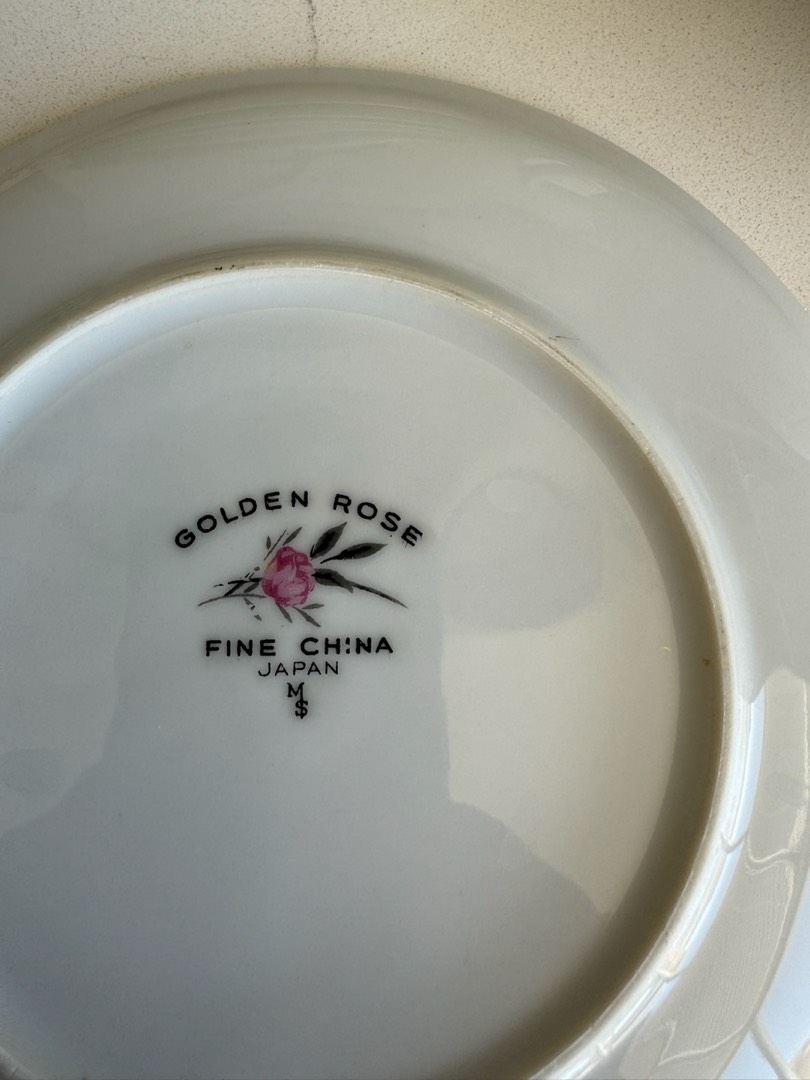 GOLDEN ROSE
FINE CHINA
JAPAN
M
S